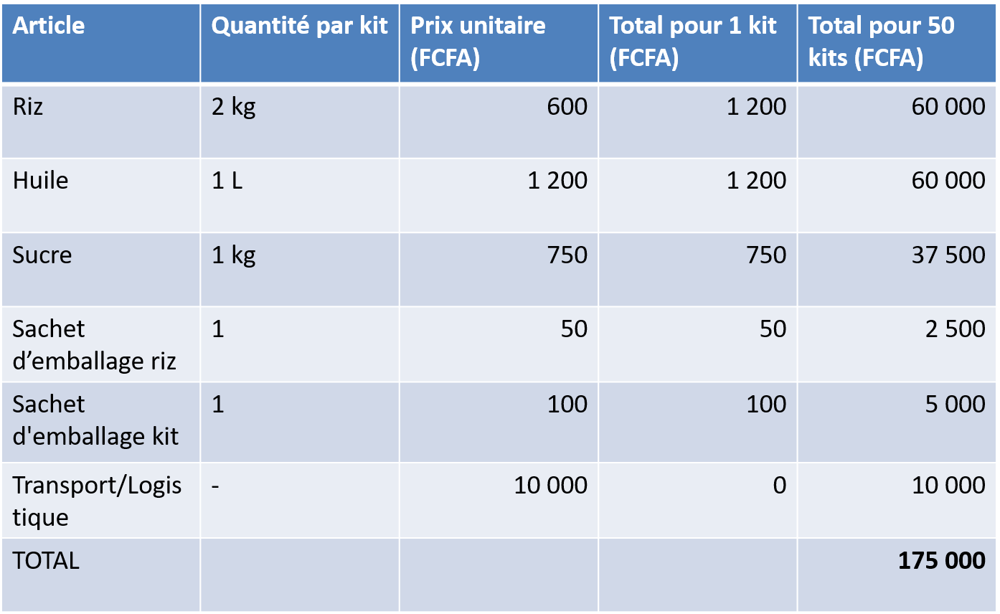 Article Quantité par kit Prix unitaire (FCFA) Total pour 1 kit (FCFA) Total pour 50 kits (FCFA)
Riz 2 kg 600 1 200 60 000
Huile 1 L 1 200 1 200 60 000
Sucre 1 kg 750 750 37 500
Sachet d’emballage riz 1 50 50 2 500
Sachet d'emballage kit 1 100 100 5 000
Transport/Logistique - 10 000 0 10 000
TOTAL 175 000